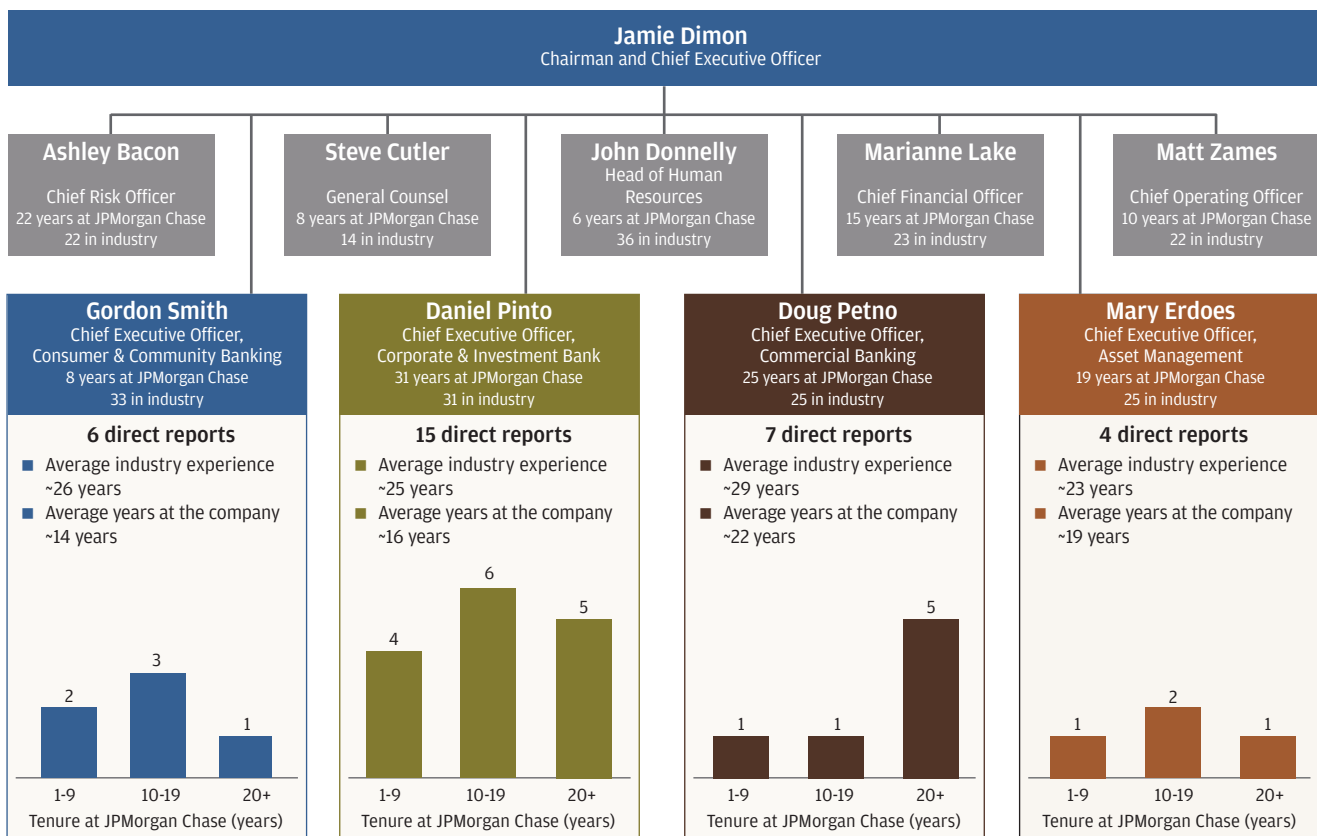 Jamie Dimon
Chairman and Chief Executive Officer
Ashley Bacon
Chief Risk Officer
22 years at JPMorgan Chase
22 in industry
Steve Cutler
General Counsel
8 years at JPMorgan Chase
14 in industry
John Donnelly
Head of Human
Resources
6 years at JPMorgan Chase
36 in industry
Marianne Lake
Chief Financial Officer
15 years at JPMorgan Chase
23 in industry
Matt Zames
Chief Operating Officer
10 years at JPMorgan Chase
22 in industry
Gordon Smith
Chief Executive Officer,
Consumer & Community Banking
8 years at JPMorgan Chase
33 in industry
6 direct reports
■ Average industry experience
~26 years
■ Average years at the company
~14 years
2
3
1
1-9
10-19
20+
Tenure at JPMorgan Chase (years)
Daniel Pinto
Chief Executive Officer,
Corporate & Investment Bank
31 years at JPMorgan Chase
31 in industry
15 direct reports
■ Average industry experience
~25 years
■ Average years at the company
~16 years
4
6
5
1-9
10-19
20+
Tenure at JPMorgan Chase (years)
Doug Petno
Chief Executive Officer,
Commercial Banking
25 years at JPMorgan Chase
25 in industry
7 direct reports
■ Average industry experience
~29 years
■ Average years at the company
~22 years
1
1
5
1-9
10-19
20+
Tenure at JPMorgan Chase (years)
Mary Erdoes
Chief Executive Officer,
Asset Management
19 years at JPMorgan Chase
25 in industry
4 direct reports
■ Average industry experience
~23 years
■ Average years at the company
~19 years
1
2
1
1-9
10-19
20+
Tenure at JPMorgan Chase (years)